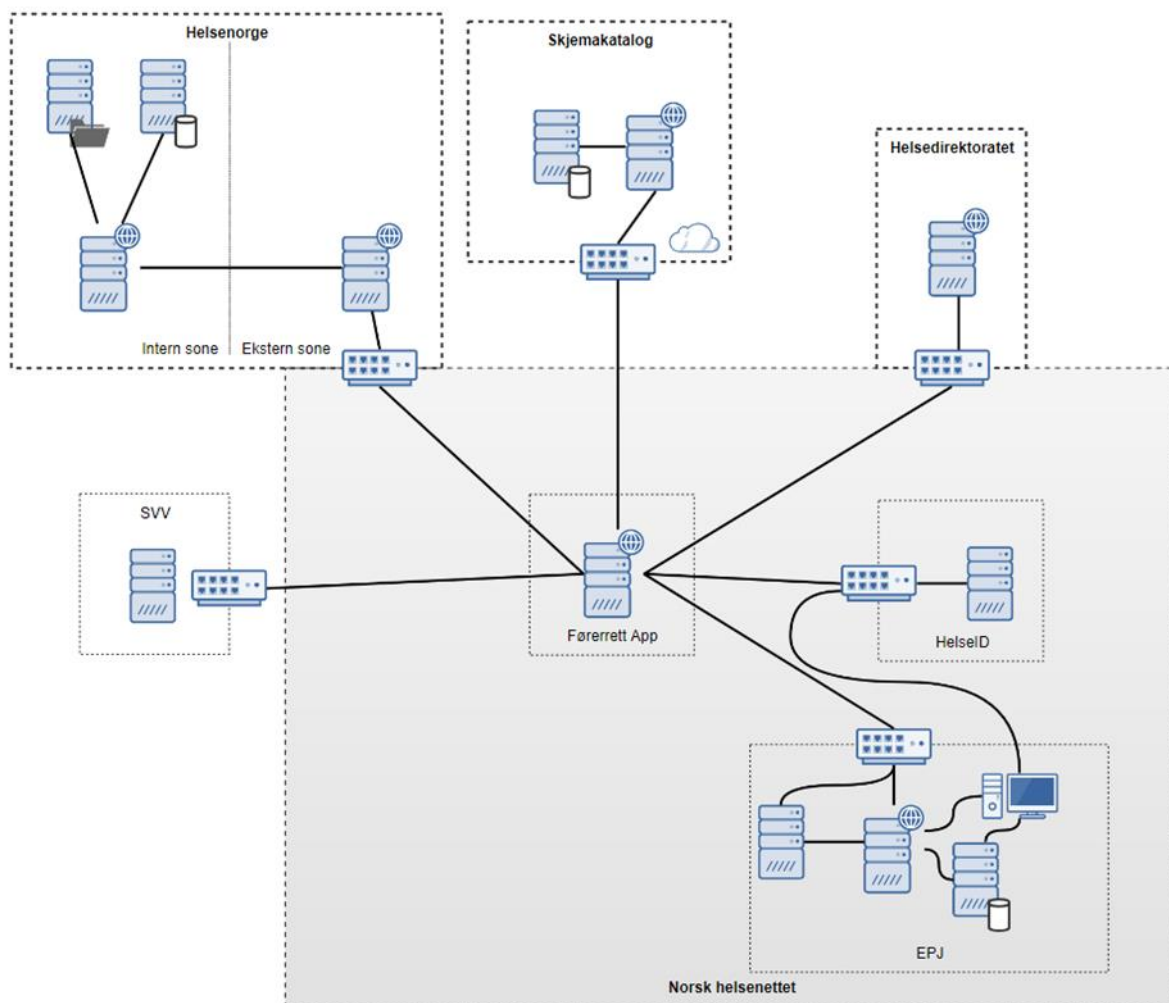 Helsenorge
Skjemakatalog
Helsedirektoratet
Intern sone
Ekstern sone
SVV
Førerrett App
HelseID
EPJ
Norsk helsenettet